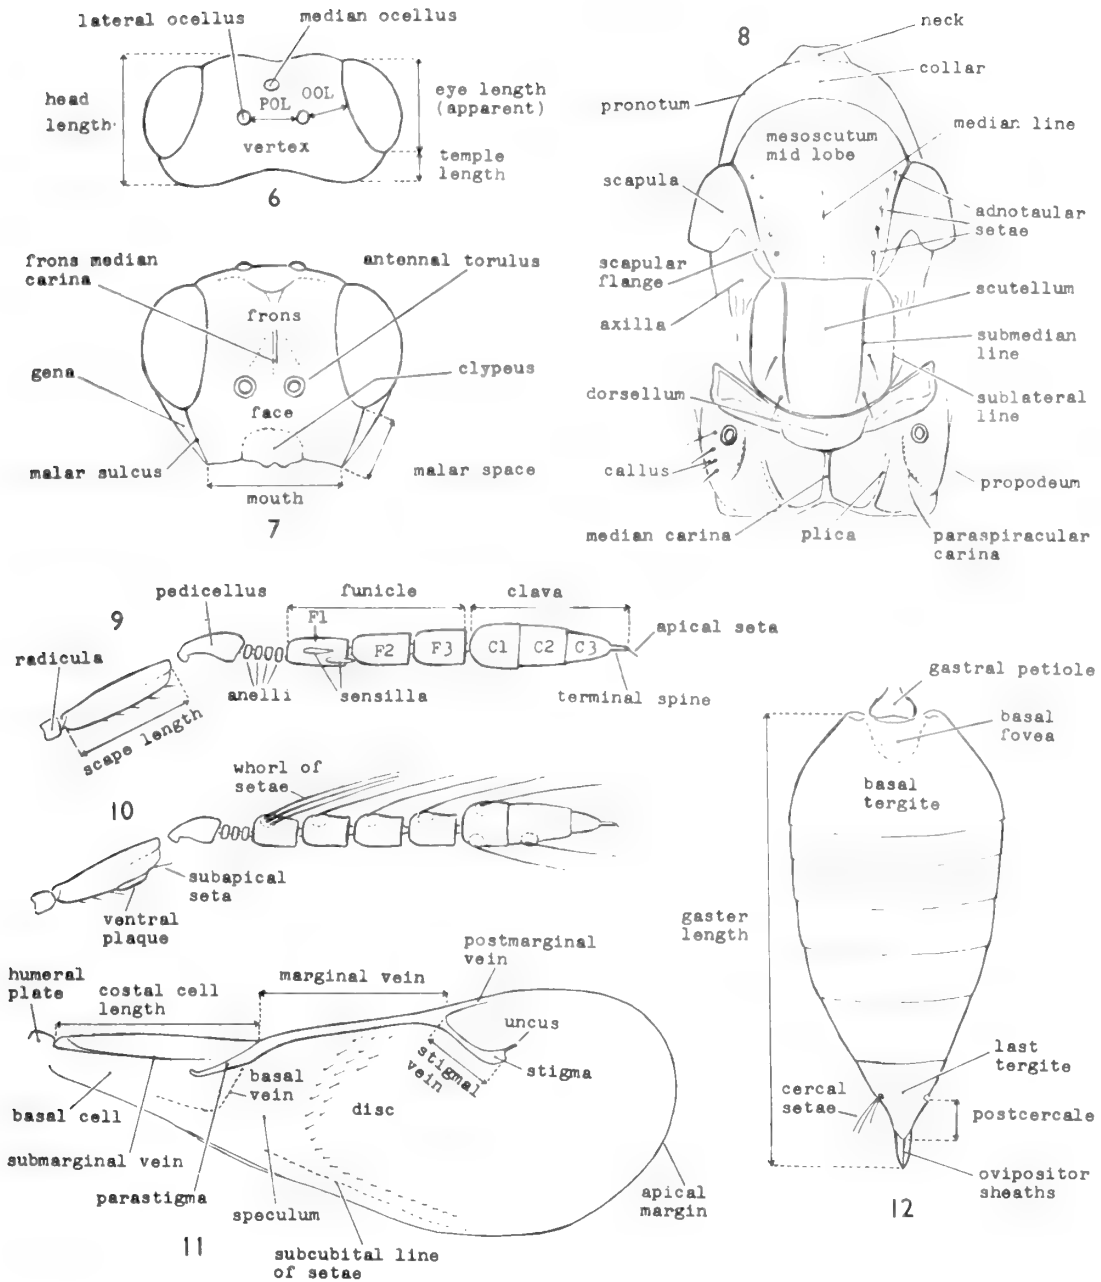 lateral ocellus
median ocellus
head
length
POL
OOL
eye length
(apparent)
vertex
temple
length
6
frons median
carina
antennal torulus
frons
gena
clypeus
face
malar sulcus
malar space
mouth
7
8
neck
collar
pronotum
median line
mesoscutum
mid lobe
scapula
adnotaular
setae
scapular
flange
scutellum
axilla
submedian
line
dorsellum
sublateral
line
callus
propodeum
median carina
plica
paraspiracular
carina
9
pedicellus
funicle
clava
F1
F2
F3
C1
C2
C3
apical seta
radicula
anelli
sensilla
terminal spine
scape length
10
whorl of
setae
subapical
seta
ventral
plaque
humeral
plate
costal cell
length
marginal vein
postmarginal
vein
uncus
stigmal
vein
stigma
basal
vein
disc
basal cell
submarginal vein
parastigma
speculum
subcubital line
of setae
apical
margin
11
gastral petiole
basal
fovea
basal
tergite
gaster
length
last
tergite
cercal
setae
postcercale
ovipositor
sheaths
12